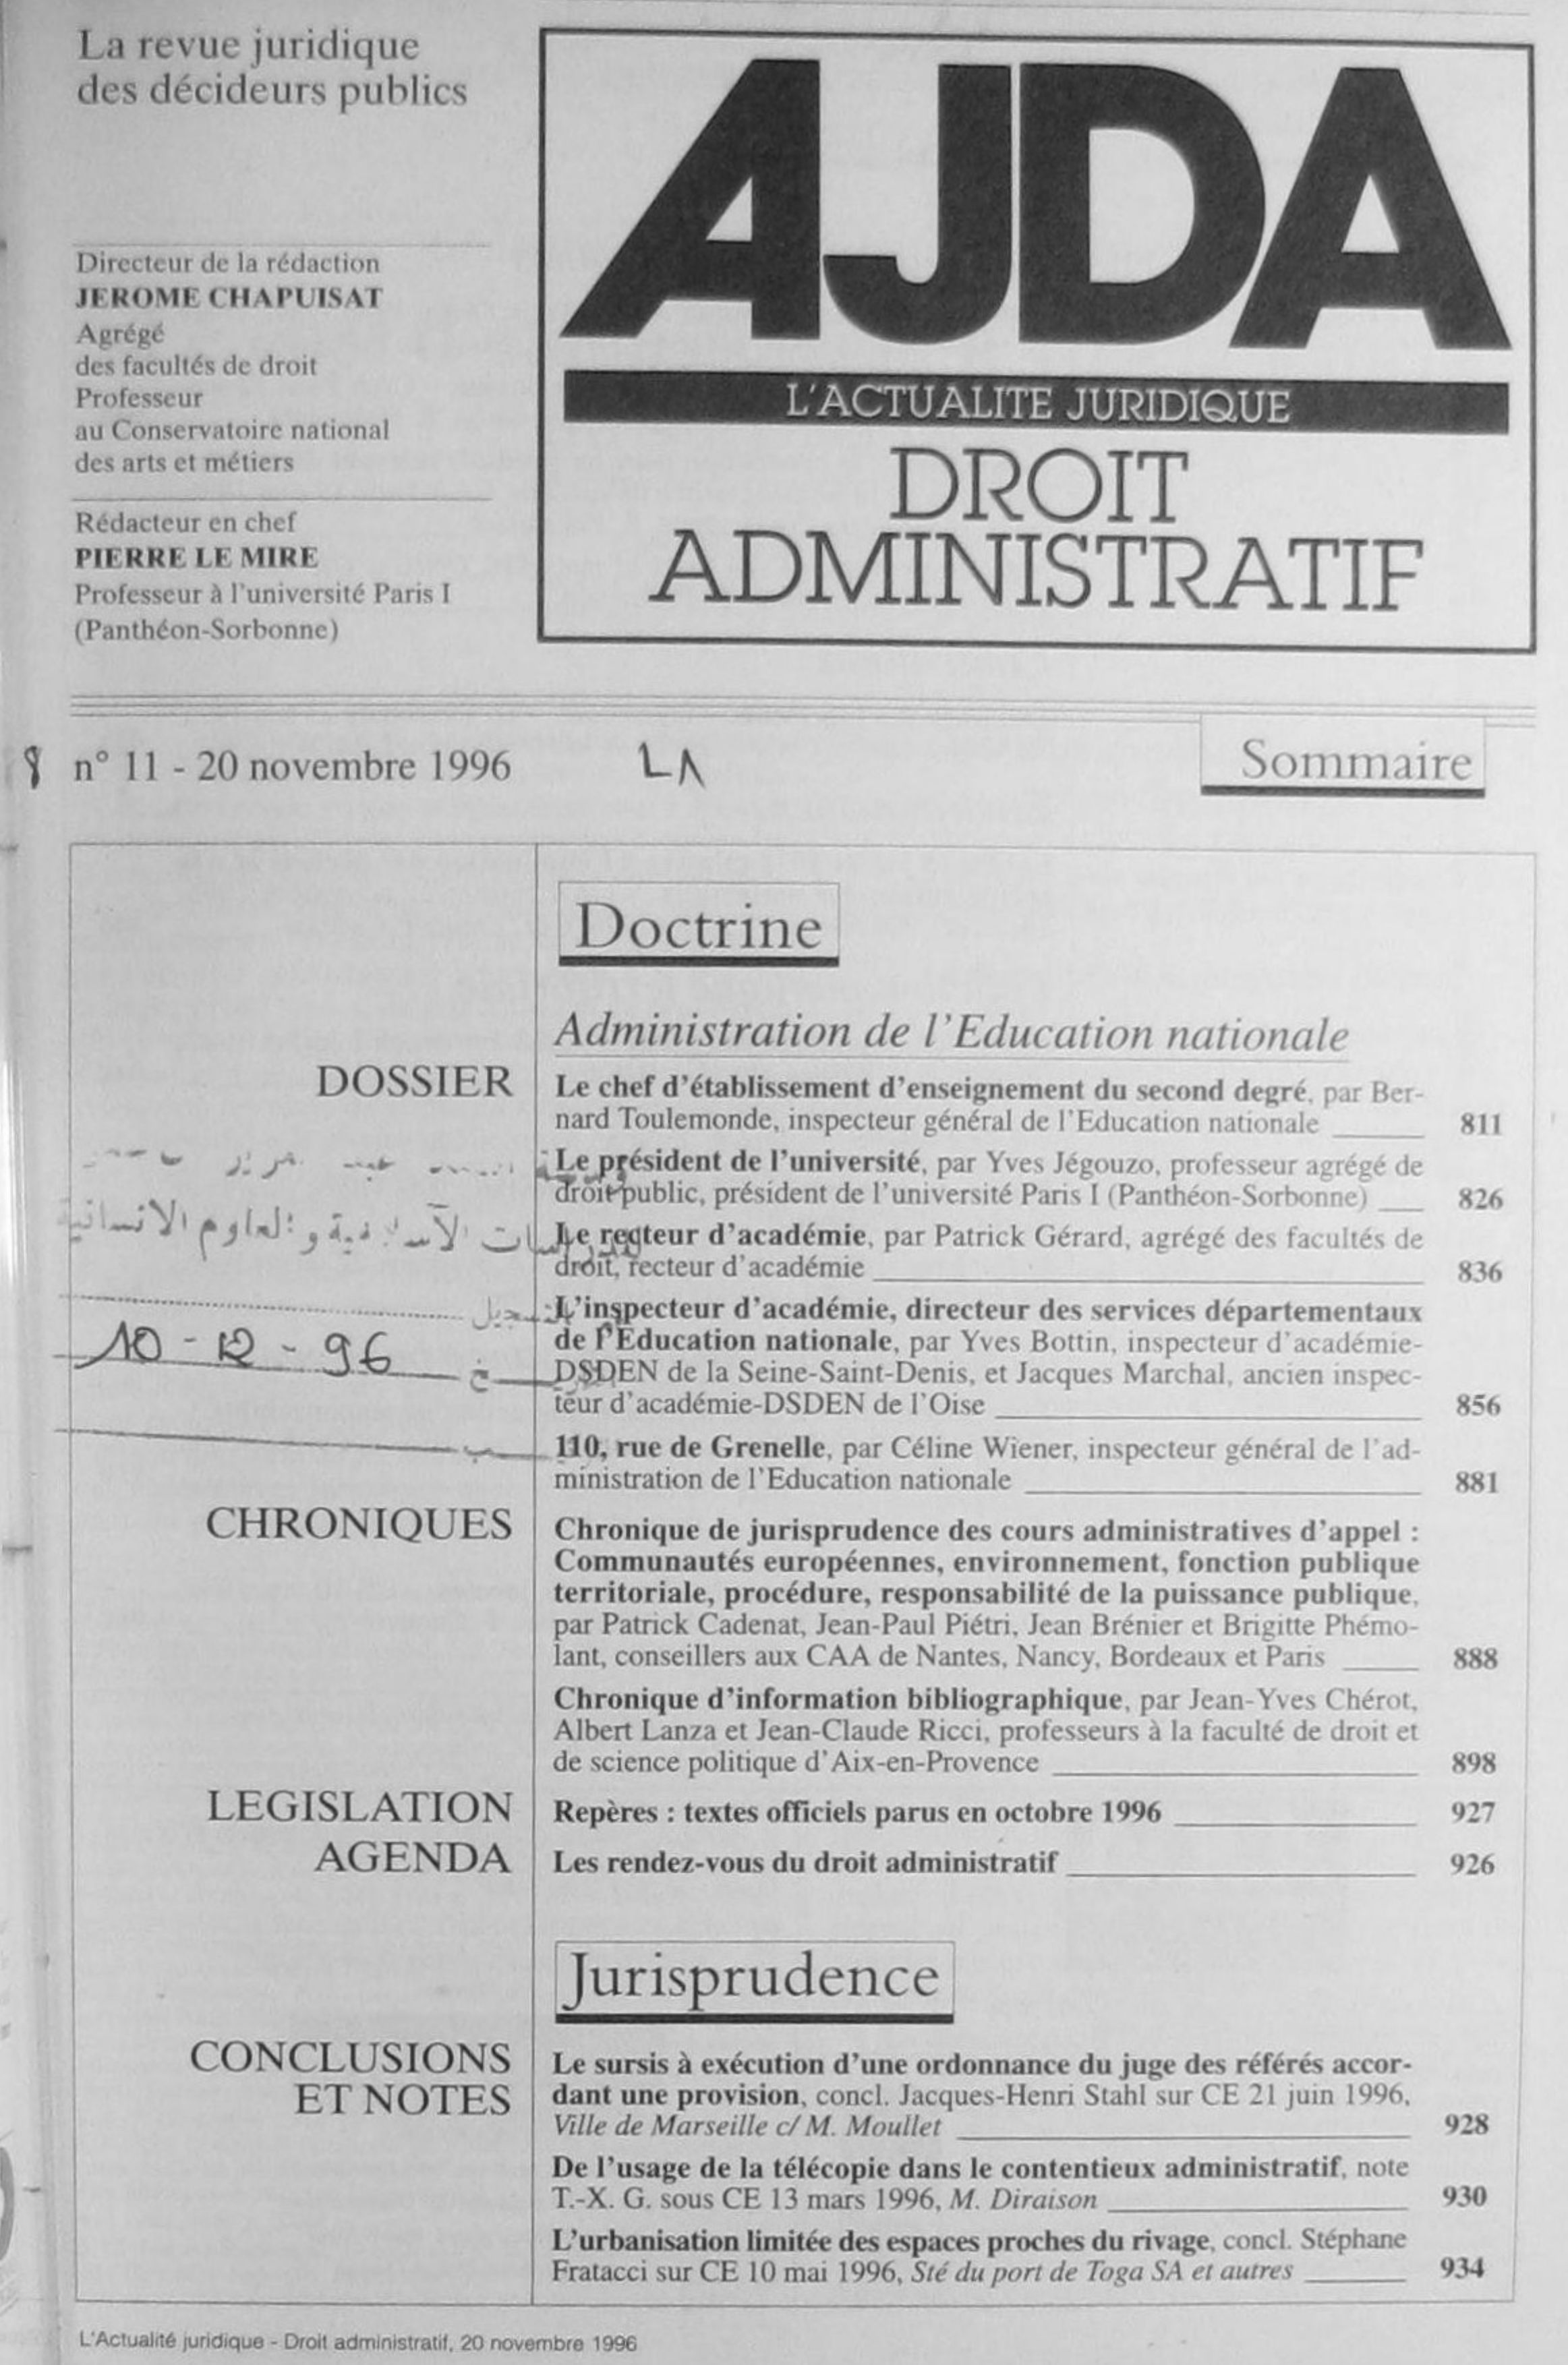 La revue juridique
des décideurs publics
Directeur de la rédaction
JEROME CHAPUISAT
Agrégé
des facultés de droit
Professeur
au Conservatoire national
des arts et métiers
Rédacteur en chef
PIERRE LE MIRE
Professeur à l'université Paris I
(Panthéon-Sorbonne)
AJDA
L'ACTUALITE JURIDIQUE
DROIT
ADMINISTRATIF
n° 11 - 20 novembre 1996
Sommaire
Doctrine
Administration de l'Education nationale
DOSSIER
Le chef d'établissement d'enseignement du second degré, par Ber-
nard Toulemonde, inspecteur général de l'Education nationale 811
Le président de l'université, par Yves Jégouzo, professeur agrégé de
droit public, président de l'université Paris I (Panthéon-Sorbonne) 826
والعلوم الانسانية
Le recteur d'académie, par Patrick Gérard, agrégé des facultés de
droit, recteur d'académie 836
L'inspecteur d'académie, directeur des services départementaux
de l'Education nationale, par Yves Bottin, inspecteur d'académie-
10-12-96
DSDEN de la Seine-Saint-Denis, et Jacques Marchal, ancien inspec-
teur d'académie-DSDEN de l'Oise 856
110, rue de Grenelle, par Céline Wiener, inspecteur général de l'ad-
ministration de l'Education nationale 881
CHRONIQUES
Chronique de jurisprudence des cours administratives d'appel :
Communautés européennes, environnement, fonction publique
territoriale, procédure, responsabilité de la puissance publique,
par Patrick Cadenat, Jean-Paul Piétri, Jean Brénier et Brigitte Phémo-
lant, conseillers aux CAA de Nantes, Nancy, Bordeaux et Paris 888
Chronique d'information bibliographique, par Jean-Yves Chérot,
Albert Lanza et Jean-Claude Ricci, professeurs à la faculté de droit et
de science politique d'Aix-en-Provence 898
LEGISLATION
Repères : textes officiels parus en octobre 1996 927
AGENDA
Les rendez-vous du droit administratif 926
Jurisprudence
CONCLUSIONS
ET NOTES
Le sursis à exécution d'une ordonnance du juge des référés accor-
dant une provision, concl. Jacques-Henri Stahl sur CE 21 juin 1996,
Ville de Marseille c/ M. Moullet 928
De l'usage de la télécopie dans le contentieux administratif, note
T.-X. G. sous CE 13 mars 1996, M. Diraison 930
L'urbanisation limitée des espaces proches du rivage, concl. Stéphane
Fratacci sur CE 10 mai 1996, Sté du port de Toga SA et autres 934
L'Actualité juridique - Droit administratif, 20 novembre 1996